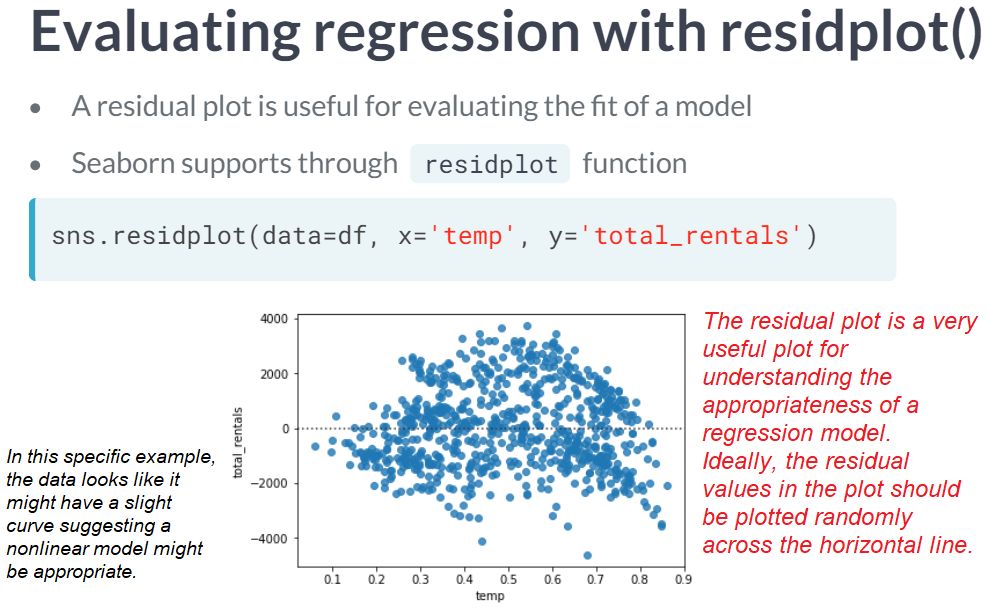 Evaluating regression with residplot()
• A residual plot is useful for evaluating the fit of a model
• Seaborn supports through residplot function
sns.residplot(data=df, x='temp', y='total_rentals')
In this specific example,
the data looks like it
might have a slight
curve suggesting a
nonlinear model might
be appropriate.
4000
2000
0
−2000
−4000
total_rentals
0.1 0.2 0.3 0.4 0.5 0.6 0.7 0.8 0.9
temp
The residual plot is a very
useful plot for
understanding the
appropriateness of a
regression model.
Ideally, the residual
values in the plot should
be plotted randomly
across the horizontal line.